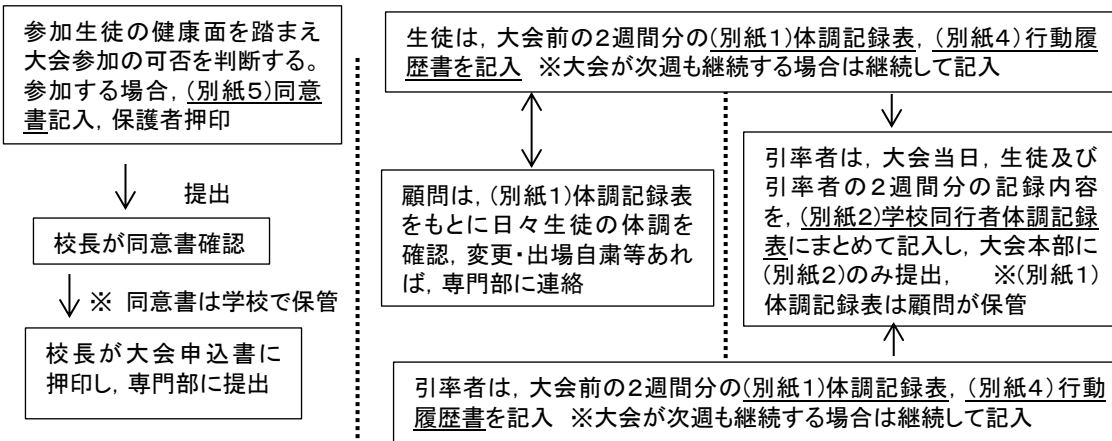 参加生徒の健康面を踏まえ
大会参加の可否を判断する。
参加する場合，（別紙５）同意
書記入，保護者押印
提出
校長が同意書確認
※ 同意書は学校で保管
校長が大会申込書に
押印し，専門部に提出
生徒は，大会前の２週間分の（別紙１）体調記録表，（別紙４）行動履
歴書を記入 ※大会が次週も継続する場合は継続して記入
顧問は，（別紙１）体調記録表
をもとに日々生徒の体調を
確認，変更・出場自粛等あれ
ば，専門部に連絡
引率者は，大会当日，生徒及び
引率者の２週間分の記録内容
を，（別紙２）学校同行者体調記録
表にまとめて記入し，大会本部に
（別紙２）のみ提出， ※（別紙１）
体調記録表は顧問が保管
引率者は，大会前の２週間分の（別紙１）体調記録表，（別紙４）行動
履歴書を記入 ※大会が次週も継続する場合は継続して記入